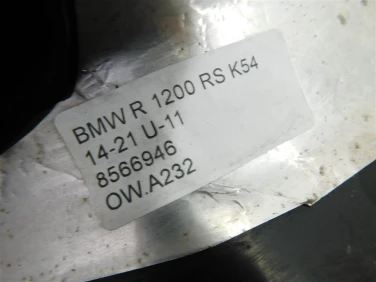 BMW R 1200 RS K54
14-21 U-11
8566946
OW.A232